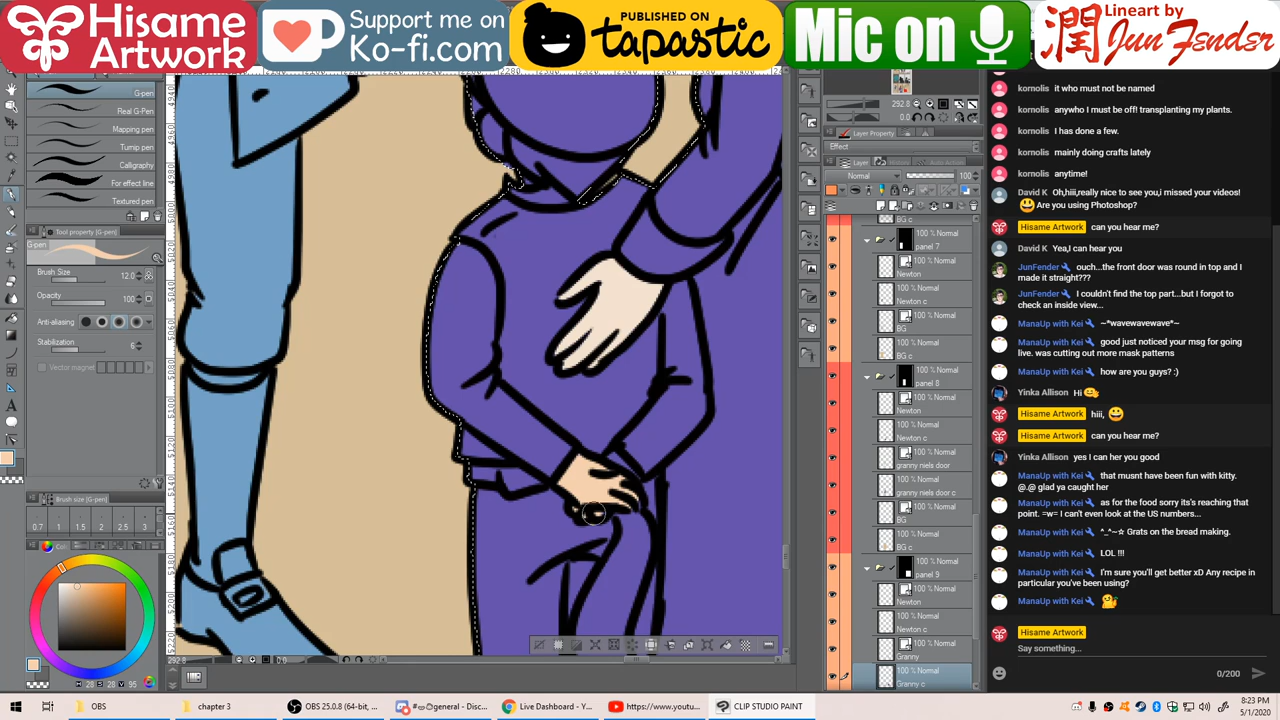 Hisame
Artwork
Support me on
Ko-fi.com
PUBLISHED ON
tapastic
Mic on
Lineart by
潤 JunFender
G-pen
Real G-Pen
Mapping pen
Turnip pen
Calligraphy
For effect line
Textured pen
Tool property [G-pen]
G-pen
Brush Size 12.0
Opacity 100
Anti-aliasing
Stabilization 6
Vector magnet
Brush size [G-pen]
0.7 1 1.5 2 2.5 3
H 28 S 28 V 95
292.8
0.0
Layer Property
Effect
Layer
Normal 100
BG c
100 % Normal
panel 7
100 % Normal
Newton
100 % Normal
Newton c
100 % Normal
BG
100 % Normal
BG c
100 % Normal
panel 8
100 % Normal
Newton
100 % Normal
Newton c
100 % Normal
granny niels door
100 % Normal
granny niels door c
100 % Normal
BG
100 % Normal
BG c
100 % Normal
panel 9
100 % Normal
Newton
100 % Normal
Newton c
100 % Normal
Granny
100 % Normal
Granny c
kornolis it who must not be named
kornolis anywho I must be off! transplanting my plants.
kornolis I has done a few.
kornolis mainly doing crafts lately
kornolis anytime!
David K Oh,hiii,really nice to see you,i missed your videos!
Are you using Photoshop?
Hisame Artwork can you hear me?
David K Yea,I can hear you
JunFender ouch...the front door was round in top and I
made it straight???
JunFender I couldn't find the top part...but I forgot to
check an inside view...
ManaUp with Kei ~*wavewavewave*~
ManaUp with Kei good just noticed your msg for going
live. was cutting out more mask patterns
ManaUp with Kei how are you guys? :)
Yinka Allison Hi
Hisame Artwork hiii,
Hisame Artwork can you hear me?
Yinka Allison yes I can her you good
ManaUp with Kei that musnt have been fun with kitty.
@.@ glad ya caught her
ManaUp with Kei as for the food sorry its's reaching that
point. =w= I can't even look at the US numbers...
ManaUp with Kei ^_^~☆ Grats on the bread making.
ManaUp with Kei LOL !!!
ManaUp with Kei I'm sure you'll get better xD Any recipe in
particular you've been using?
ManaUp with Kei
Hisame Artwork
Say something...
0/200
OBS
chapter 3
OBS 25.0.8 (64-bit, ...
Live Dashboard - Y...
https://www.youtu...
CLIP STUDIO PAINT
8:23 PM
5/1/2020